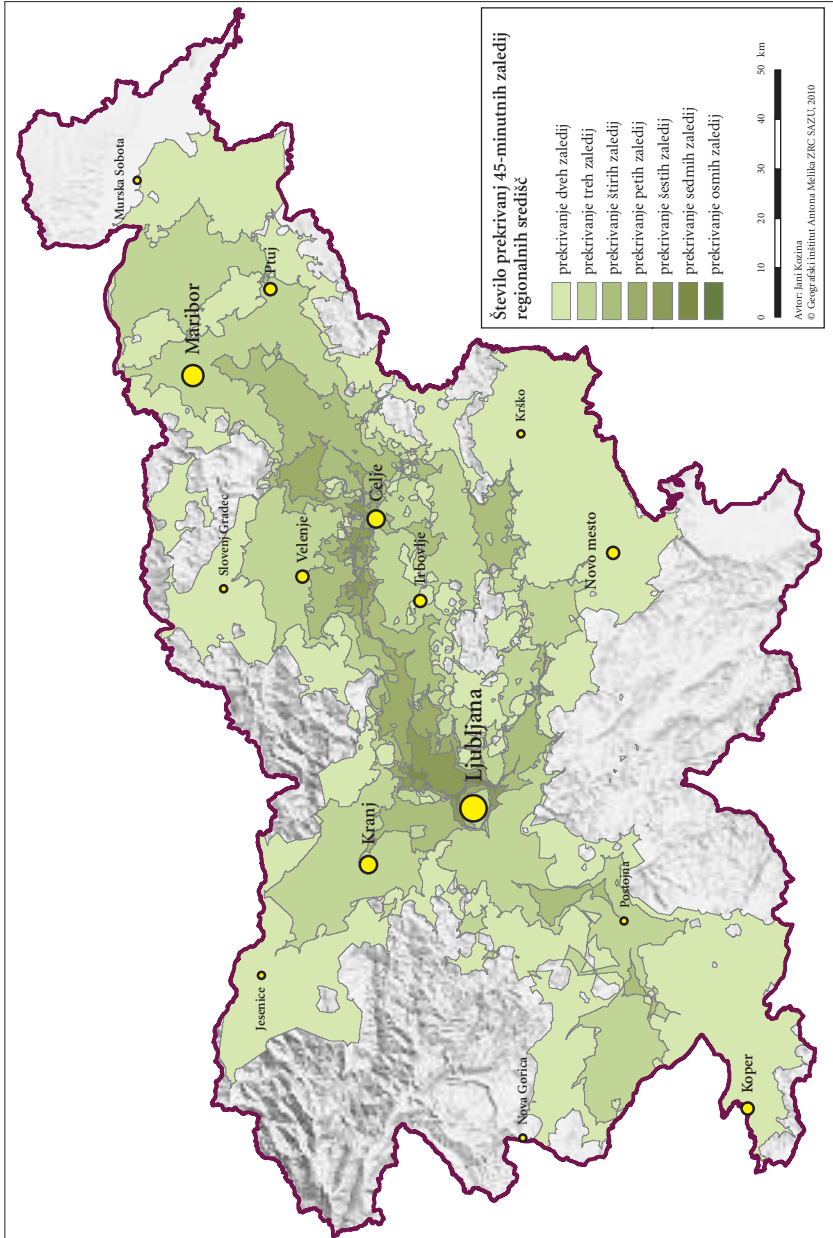 Murska Sobota
Maribor
Ptuj
Slovenj Gradec
Velenje
Celje
Krško
Trbovlje
Novo mesto
Kranj
Ljubljana
Jesenice
Postojna
Nova Gorica
Koper
Število prekrivanj 45-minutnih zaledij
regionalnih središč
prekrivanje dveh zaledij
prekrivanje treh zaledij
prekrivanje štirih zaledij
prekrivanje petih zaledij
prekrivanje šestih zaledij
prekrivanje sedmih zaledij
prekrivanje osmih zaledij
0 10 20 30 40 50 km
Avtor: Jani Kozina
© Geografski inštitut Antona Melika ZRC SAZU, 2010